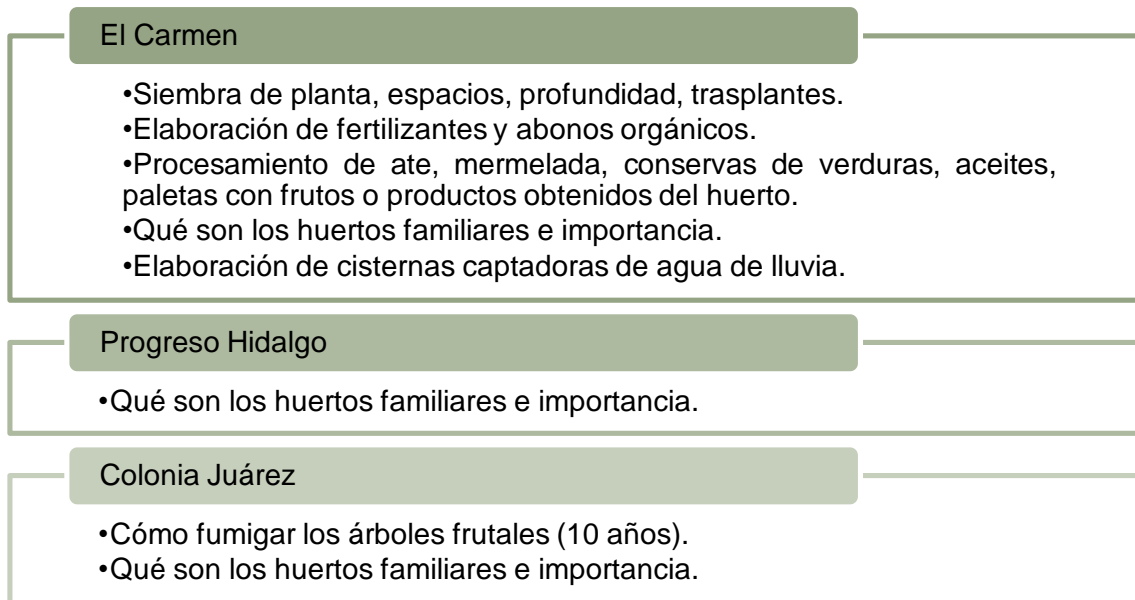 El Carmen
•Siembra de planta, espacios, profundidad, trasplantes.
•Elaboración de fertilizantes y abonos orgánicos.
•Procesamiento de ate, mermelada, conservas de verduras, aceites,
paletas con frutos o productos obtenidos del huerto.
•Qué son los huertos familiares e importancia.
•Elaboración de cisternas captadoras de agua de lluvia.
Progreso Hidalgo
•Qué son los huertos familiares e importancia.
Colonia Juárez
•Cómo fumigar los árboles frutales (10 años).
•Qué son los huertos familiares e importancia.